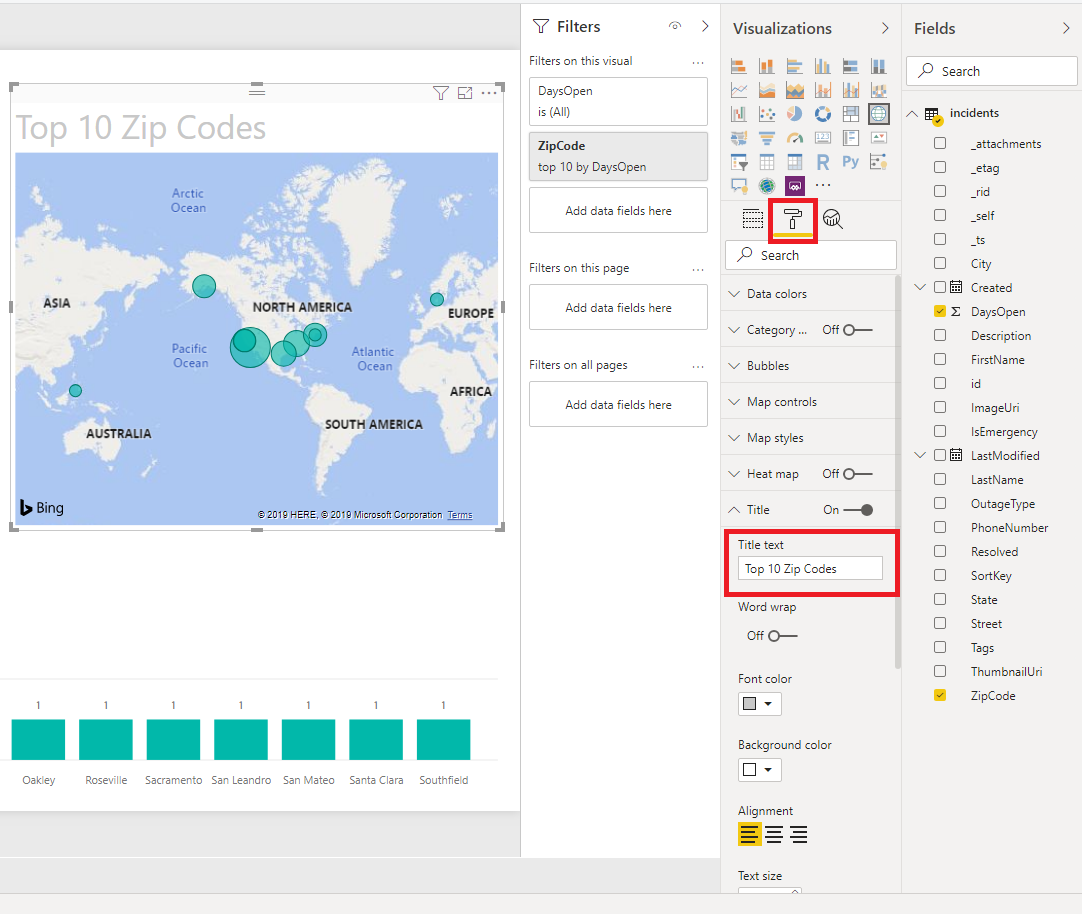 Top 10 Zip Codes
Arctic
Ocean
ASIA
NORTH AMERICA
EUROPE
Pacific
Ocean
Atlantic
Ocean
AFRICA
SOUTH AMERICA
AUSTRALIA
Bing
© 2019 HERE, © 2019 Microsoft Corporation Terms
1 1 1 1 1 1 1
Oakley Roseville Sacramento San Leandro San Mateo Santa Clara Southfield
Filters
Filters on this visual ...
DaysOpen
is (All)
ZipCode
top 10 by DaysOpen
Add data fields here
Filters on this page ...
Add data fields here
Filters on all pages ...
Add data fields here
Visualizations
123
R Py
...
Search
Data colors
Category ... Off
Bubbles
Map controls
Map styles
Heat map Off
Title On
Title text
Top 10 Zip Codes
Word wrap
Off
Font color
Background color
Alignment
Text size
Fields
Search
incidents
_attachments
_etag
_rid
_self
_ts
City
Created
Σ DaysOpen
Description
FirstName
id
ImageUri
IsEmergency
LastModified
LastName
OutageType
PhoneNumber
Resolved
SortKey
State
Street
Tags
ThumbnailUri
ZipCode